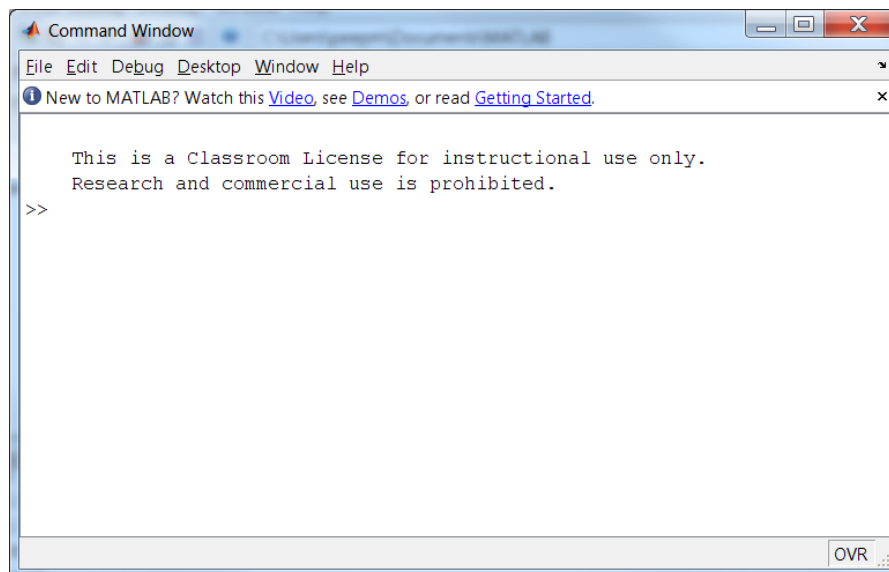 Command Window
File Edit Debug Desktop Window Help
New to MATLAB? Watch this Video, see Demos, or read Getting Started.
This is a Classroom License for instructional use only.
Research and commercial use is prohibited.
>>
OVR